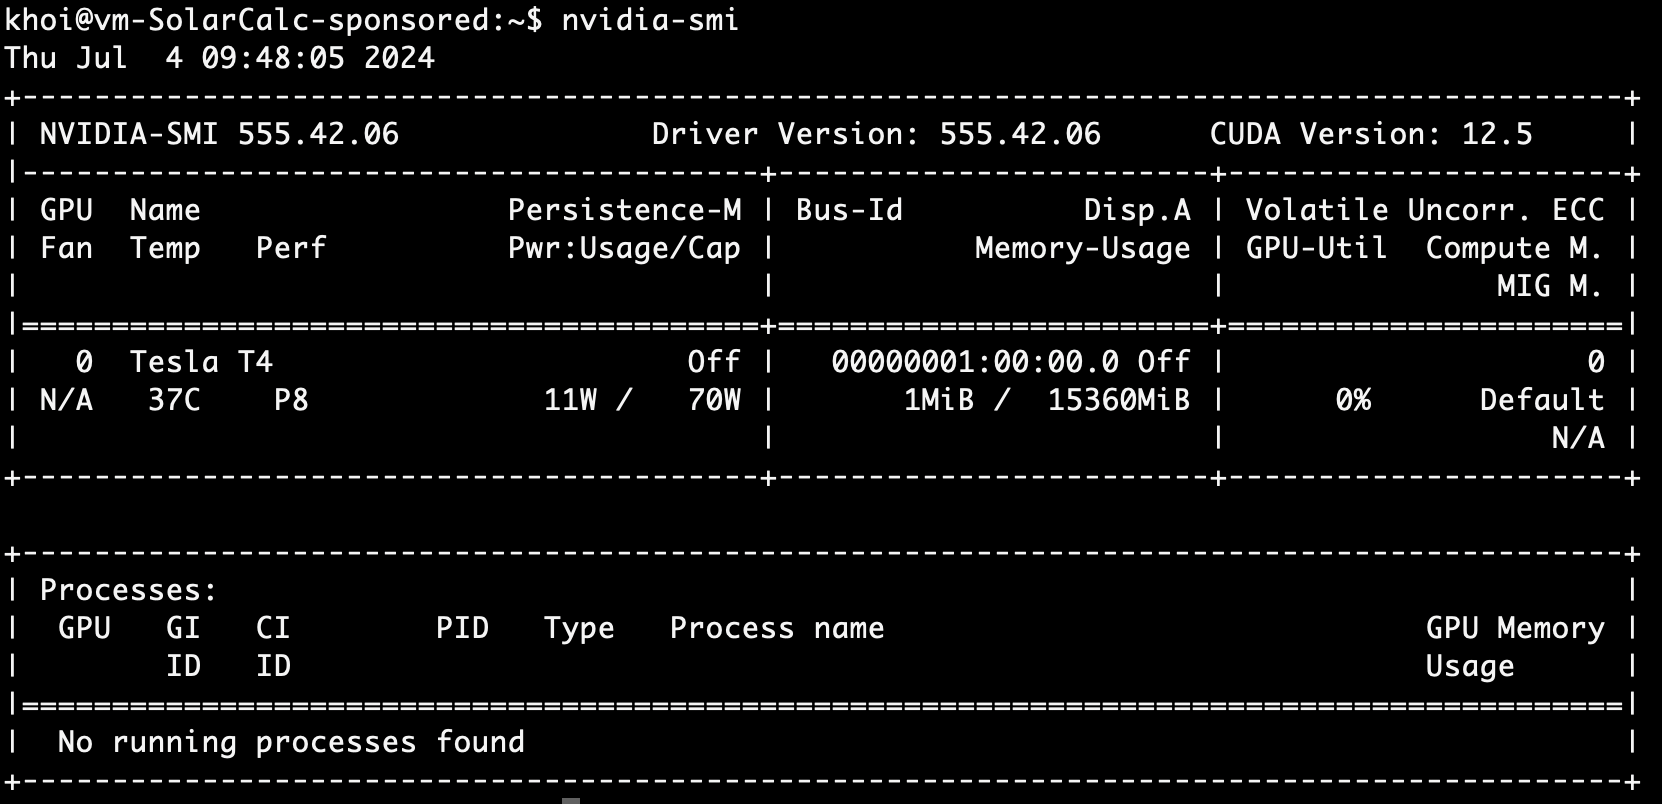 khoi@vm-SolarCalc-sponsored:~$ nvidia-smi
Thu Jul  4 09:48:05 2024
+-----------------------------------------------------------------------------------------+
| NVIDIA-SMI 555.42.06              Driver Version: 555.42.06      CUDA Version: 12.5     |
|-----------------------------------------+------------------------+----------------------+
| GPU  Name                 Persistence-M | Bus-Id          Disp.A | Volatile Uncorr. ECC |
| Fan  Temp   Perf          Pwr:Usage/Cap |           Memory-Usage | GPU-Util  Compute M. |
|                                         |                        |               MIG M. |
|=========================================+========================+======================|
|   0  Tesla T4                       Off |   00000001:00:00.0 Off |                    0 |
| N/A   37C    P8             11W /   70W |       1MiB /  15360MiB |      0%      Default |
|                                         |                        |                  N/A |
+-----------------------------------------+------------------------+----------------------+
+-----------------------------------------------------------------------------------------+
| Processes:                                                                              |
|  GPU   GI   CI        PID   Type   Process name                              GPU Memory |
|        ID   ID                                                               Usage      |
|=========================================================================================|
|  No running processes found                                                             |
+-----------------------------------------------------------------------------------------+